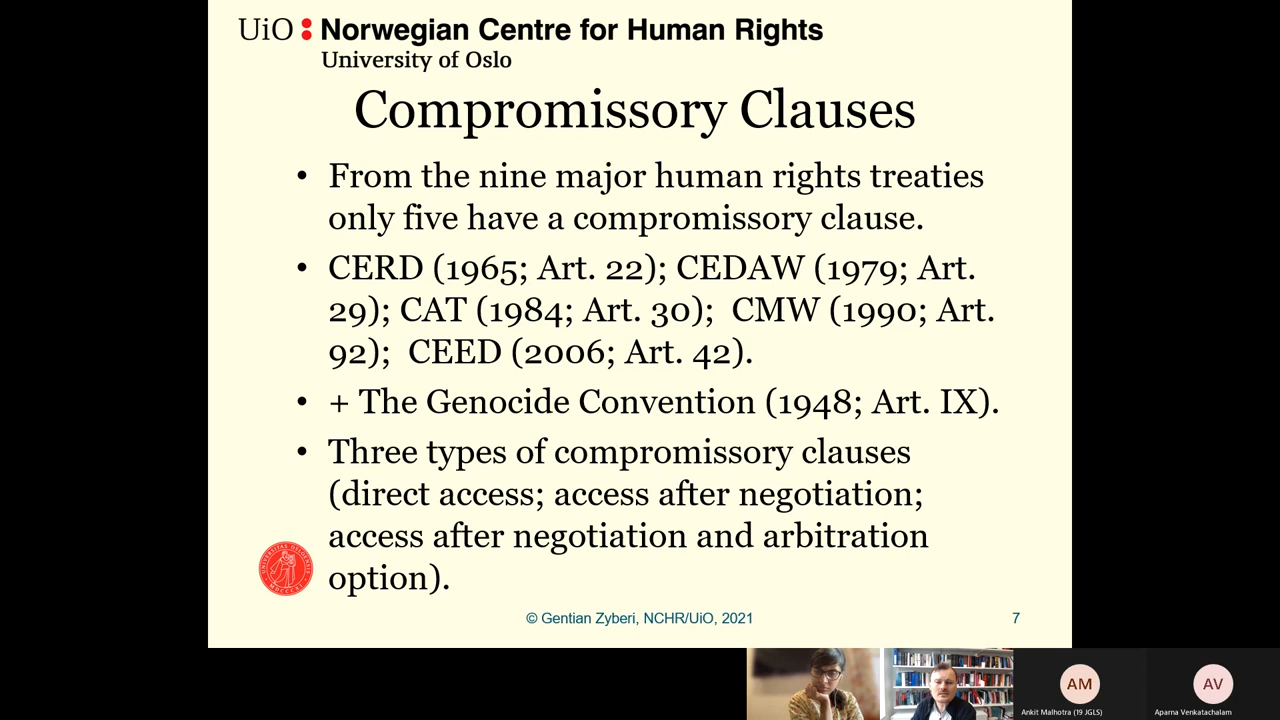 UiO : Norwegian Centre for Human Rights
University of Oslo
Compromissory Clauses
• From the nine major human rights treaties
only five have a compromissory clause.
• CERD (1965; Art. 22); CEDAW (1979; Art.
29); CAT (1984; Art. 30);  CMW (1990; Art.
92);  CEED (2006; Art. 42).
• + The Genocide Convention (1948; Art. IX).
• Three types of compromissory clauses
(direct access; access after negotiation;
access after negotiation and arbitration
option).
UNIVERSITAS OSLOENSIS
MDCCCXI
© Gentian Zyberi, NCHR/UiO, 2021
7
AM
Ankit Malhotra (19 JGLS)
AV
Aparna Venkatachalam